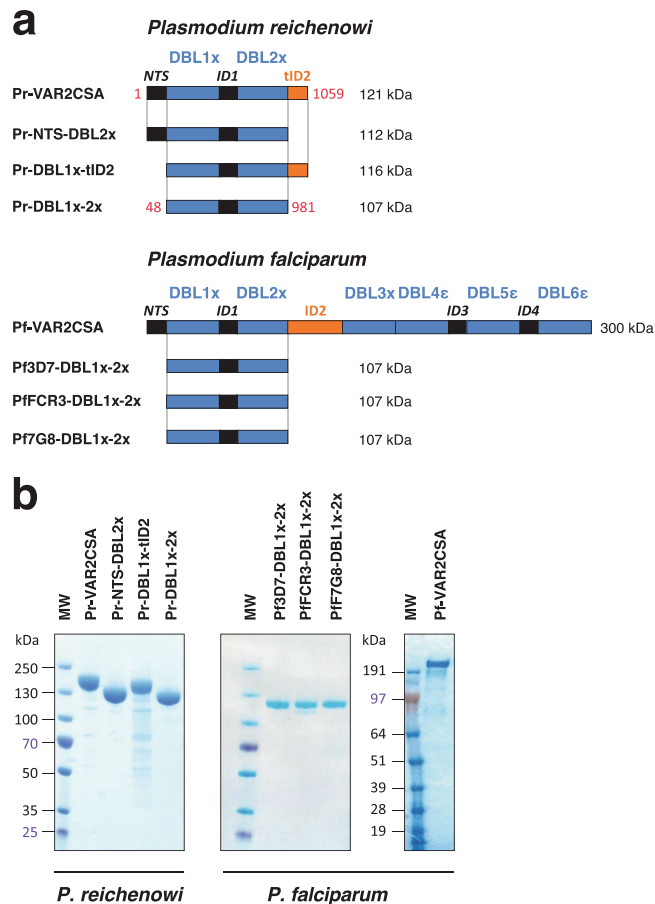 a
Plasmodium reichenowi
DBL1x DBL2x
NTS ID1 tID2
Pr-VAR2CSA 1 1059 121 kDa
Pr-NTS-DBL2x 112 kDa
Pr-DBL1x-tID2 116 kDa
Pr-DBL1x-2x 48 981 107 kDa
Plasmodium falciparum
DBL1x DBL2x DBL3x DBL4ε DBL5ε DBL6ε
NTS ID1 ID2 ID3 ID4
Pf-VAR2CSA 300 kDa
Pf3D7-DBL1x-2x 107 kDa
PfFCR3-DBL1x-2x 107 kDa
Pf7G8-DBL1x-2x 107 kDa
b
MW Pr-VAR2CSA Pr-NTS-DBL2x Pr-DBL1x-tID2 Pr-DBL1x-2x
MW Pf3D7-DBL1x-2x PfFCR3-DBL1x-2x PfF7G8-DBL1x-2x
MW Pf-VAR2CSA
kDa
250
130
100
70
50
35
25
kDa
191
97
64
51
39
28
19
P. reichenowi P. falciparum